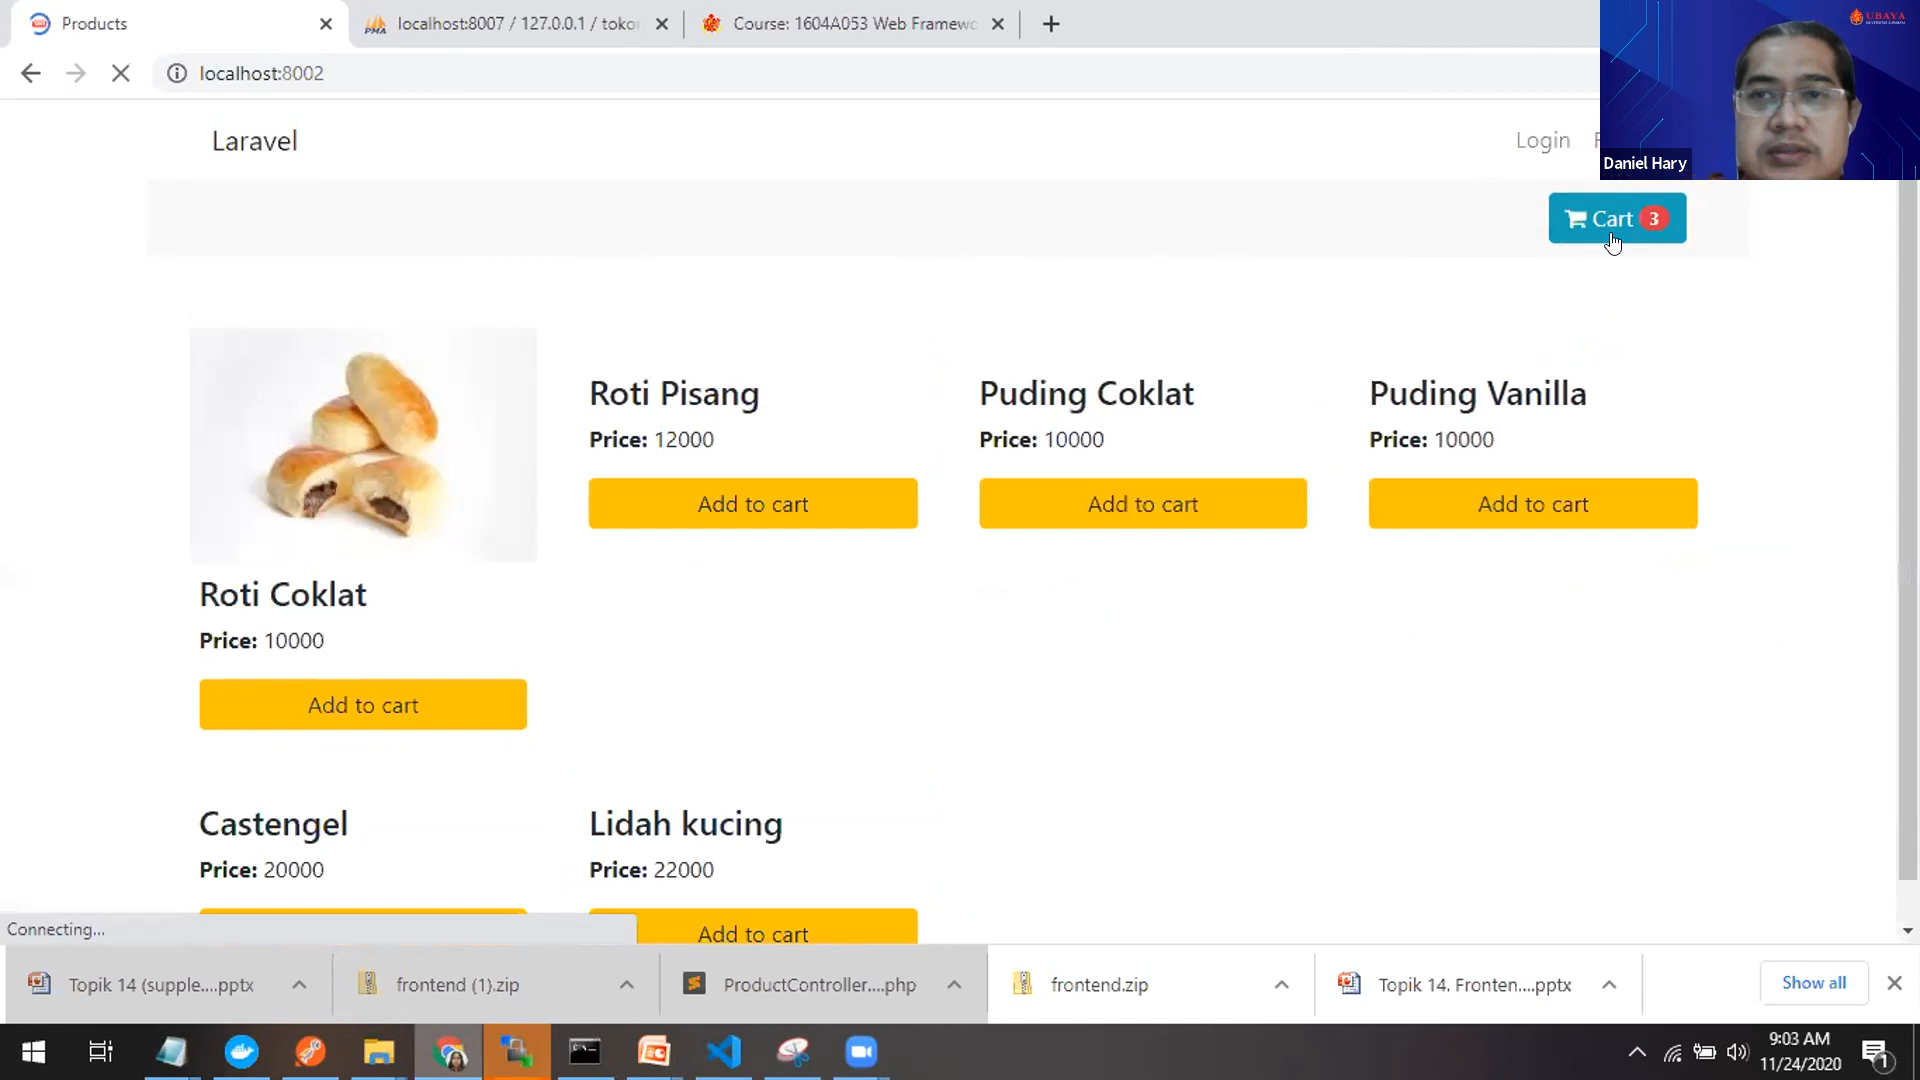 Products
localhost:8007 / 127.0.0.1 / toko
Course: 1604A053 Web Framewo
localhost:8002
UBAYA
Daniel Hary
Laravel
Login
Cart 3
Roti Pisang
Price: 12000
Add to cart
Puding Coklat
Price: 10000
Add to cart
Puding Vanilla
Price: 10000
Add to cart
Roti Coklat
Price: 10000
Add to cart
Castengel
Price: 20000
Lidah kucing
Price: 22000
Add to cart
Connecting...
Topik 14 (supple....pptx
frontend (1).zip
ProductController....php
frontend.zip
Topik 14. Fronten....pptx
Show all
9:03 AM
11/24/2020
1